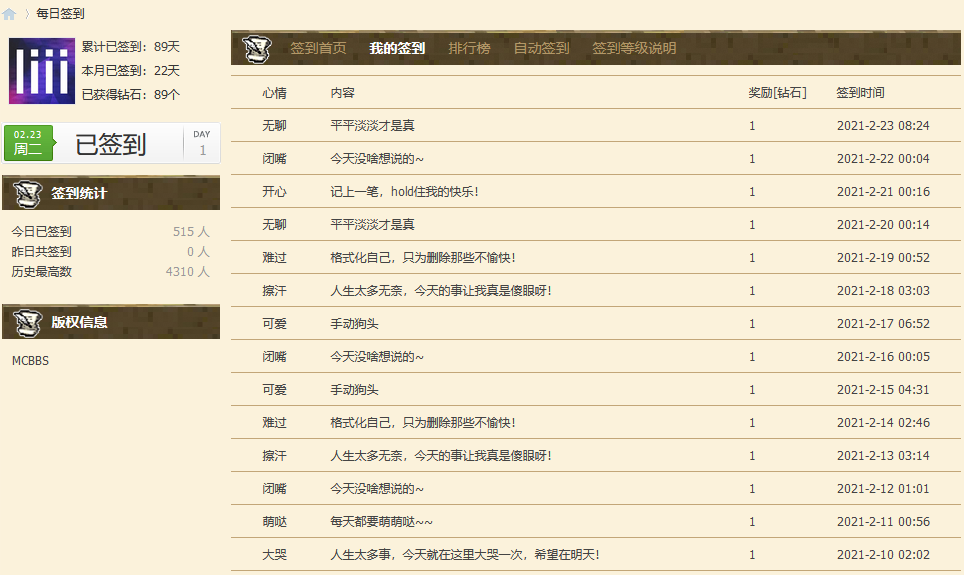 每日签到
累计已签到：89天
本月已签到：22天
已获得钻石：89个
02.23
周二
已签到
DAY
1
签到统计
今日已签到 515 人
昨日共签到 0 人
历史最高数 4310 人
版权信息
MCBBS
签到首页 我的签到 排行榜 自动签到 签到等级说明
心情 内容 奖励[钻石] 签到时间
无聊 平平淡淡才是真 1 2021-2-23 08:24
闭嘴 今天没啥想说的~ 1 2021-2-22 00:04
开心 记上一笔，hold住我的快乐！ 1 2021-2-21 00:16
无聊 平平淡淡才是真 1 2021-2-20 00:14
难过 格式化自己，只为删除那些不愉快！ 1 2021-2-19 00:52
擦汗 人生太多无奈，今天的事让我真是傻眼呀！ 1 2021-2-18 03:03
可爱 手动狗头 1 2021-2-17 06:52
闭嘴 今天没啥想说的~ 1 2021-2-16 00:05
可爱 手动狗头 1 2021-2-15 04:31
难过 格式化自己，只为删除那些不愉快！ 1 2021-2-14 02:46
擦汗 人生太多无奈，今天的事让我真是傻眼呀！ 1 2021-2-13 03:14
闭嘴 今天没啥想说的~ 1 2021-2-12 01:01
萌哒 每天都要萌萌哒~~ 1 2021-2-11 00:56
大哭 人生太多事，今天就在这里大哭一次，希望在明天！ 1 2021-2-10 02:02